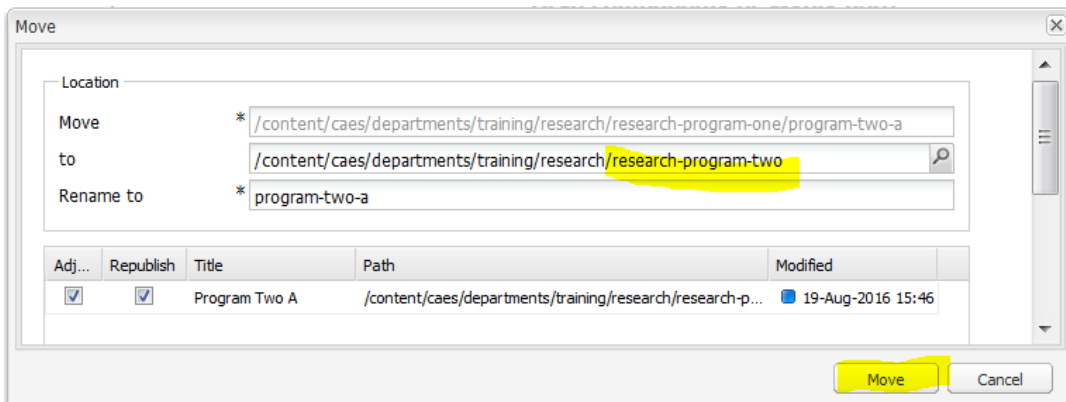 Move
Location
Move * /content/caes/departments/training/research/research-program-one/program-two-a
to /content/caes/departments/training/research/research-program-two
Rename to * program-two-a
Adj... Republish Title Path Modified
Program Two A /content/caes/departments/training/research/research-p... 19-Aug-2016 15:46
Move Cancel